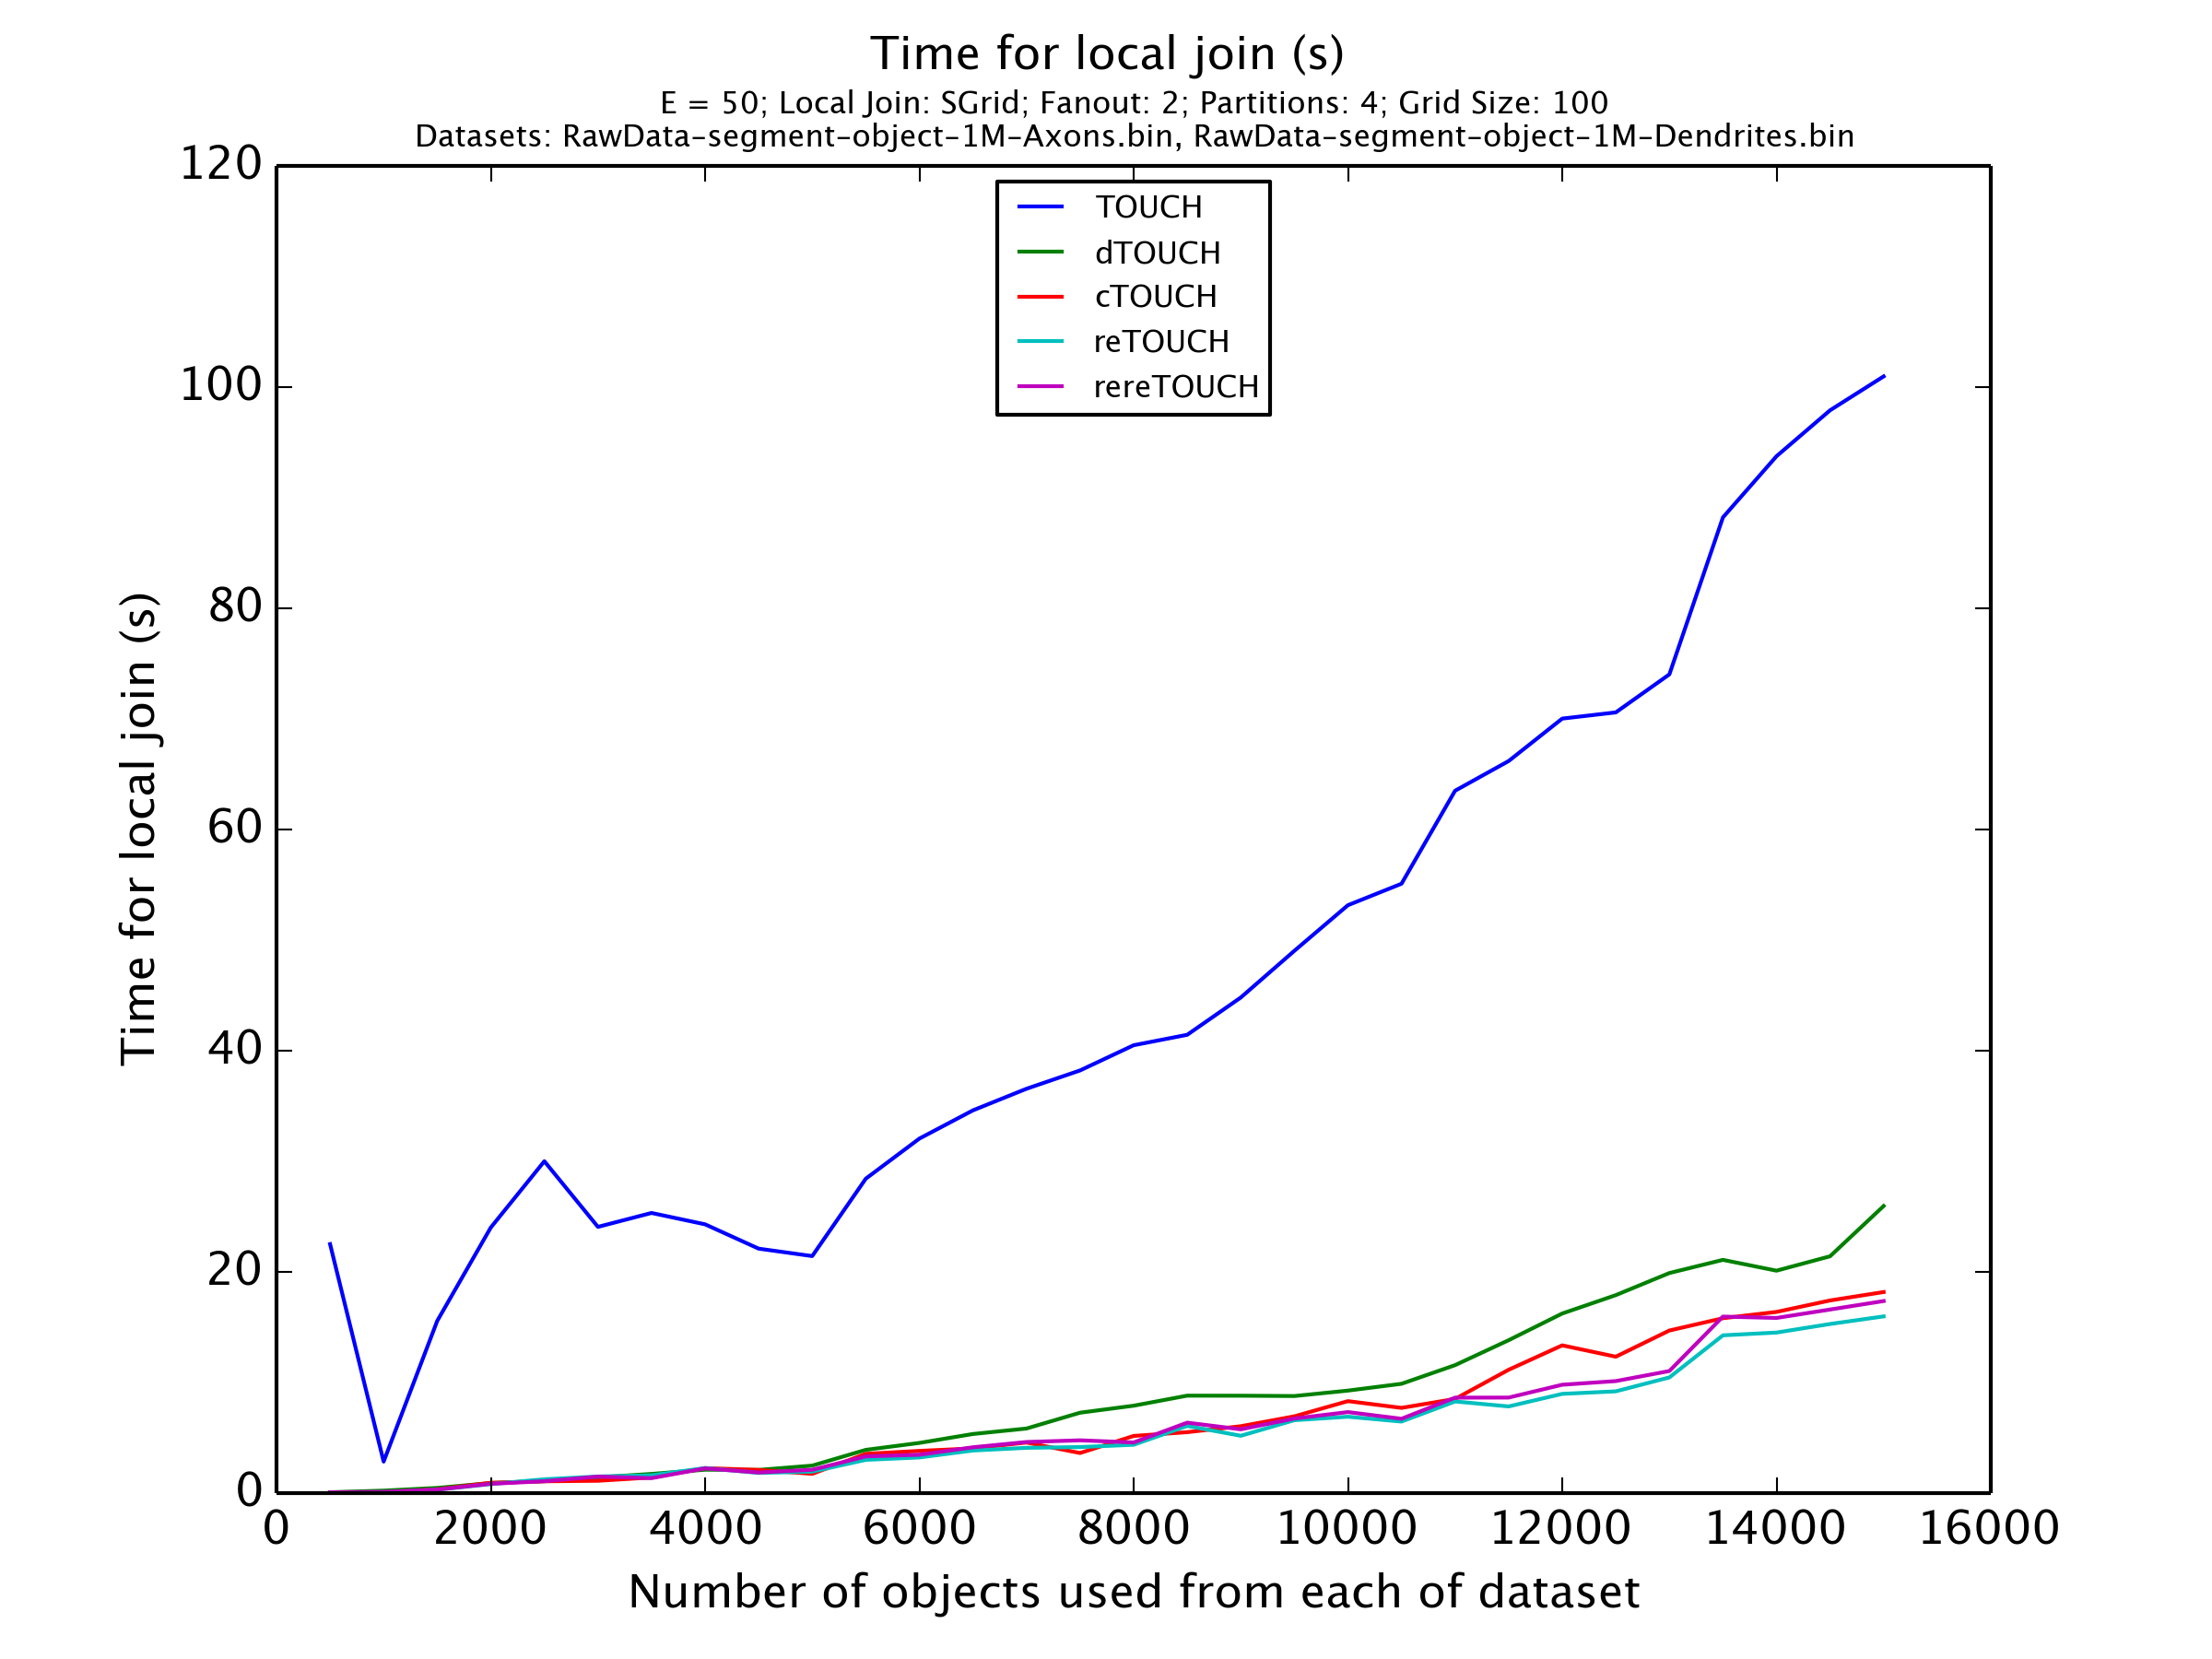 Time for local join (s)
E = 50; Local Join: SGrid; Fanout: 2; Partitions: 4; Grid Size: 100
Datasets: RawData-segment-object-1M-Axons.bin, RawData-segment-object-1M-Dendrites.bin
120
100
80
60
40
20
0
Time for local join (s)
TOUCH
dTOUCH
cTOUCH
reTOUCH
rereTOUCH
0 2000 4000 6000 8000 10000 12000 14000 16000
Number of objects used from each of dataset